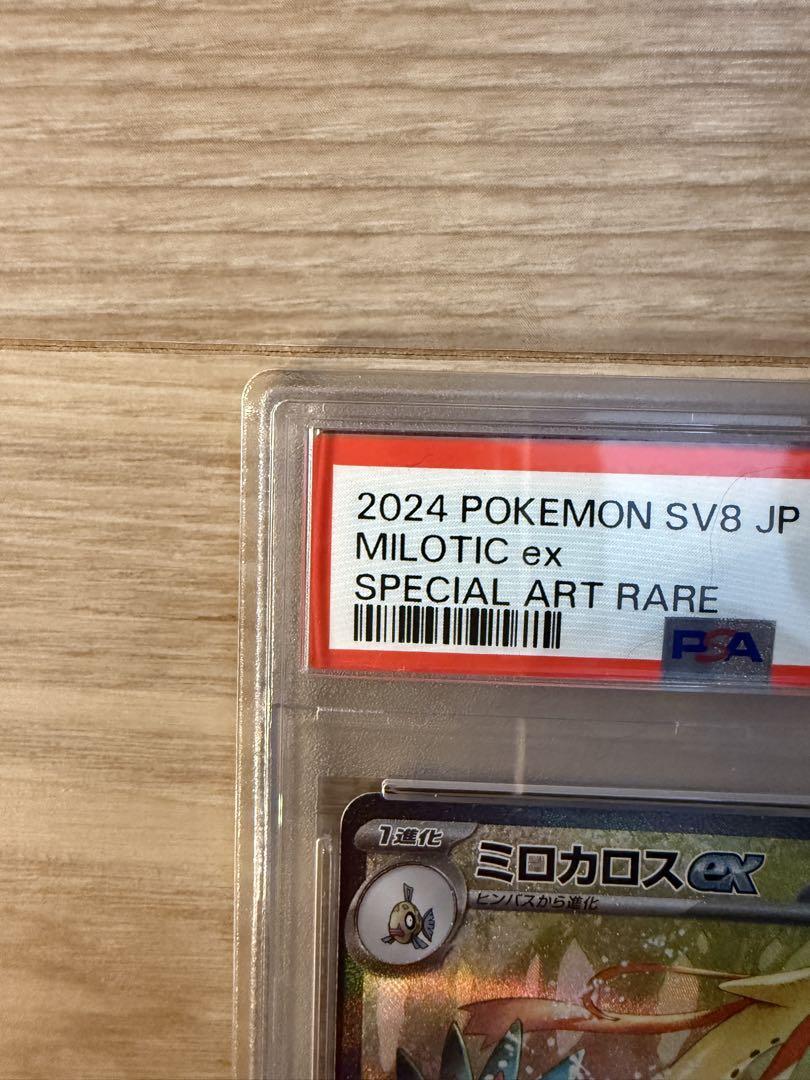 2024 POKEMON SV8 JP
MILOTIC ex
SPECIAL ART RARE
PSA
1進化
ミロカロスex
ヒンバスから進化